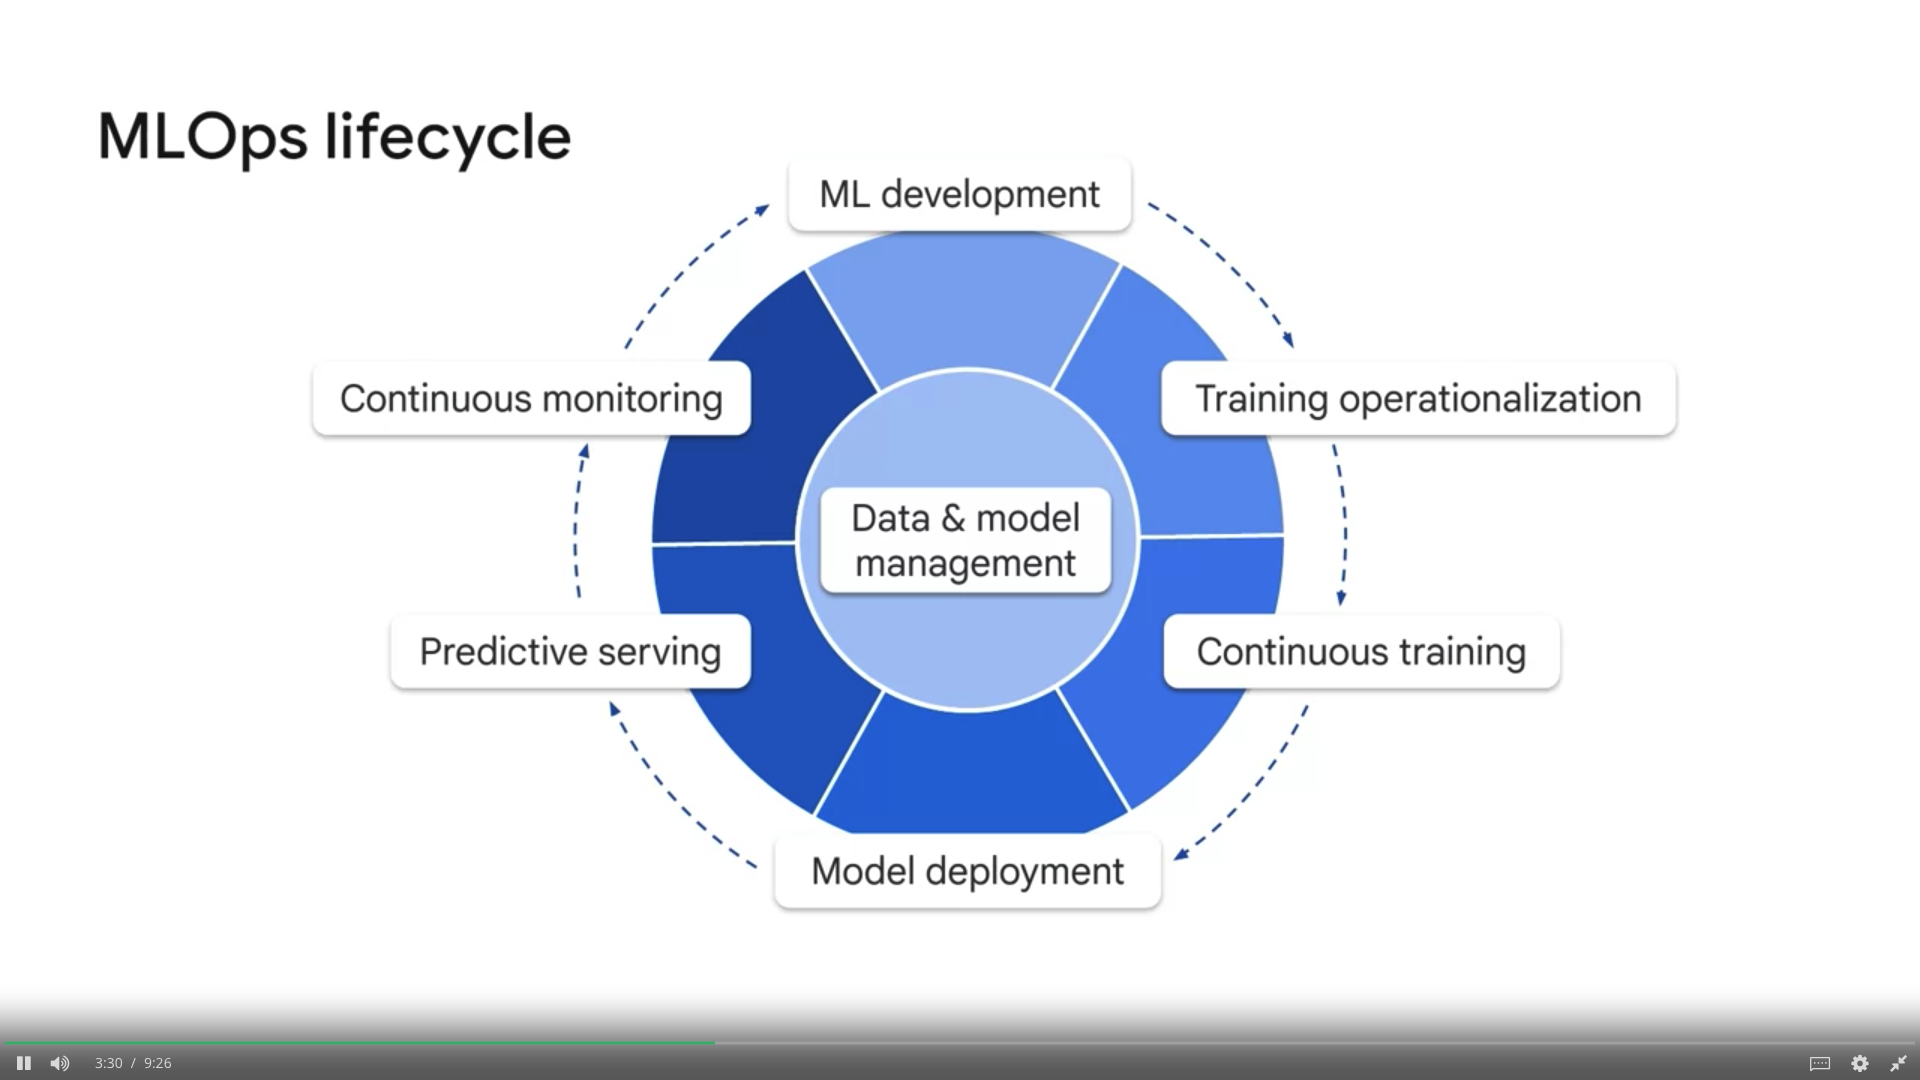 MLOps lifecycle
ML development
Continuous monitoring
Training operationalization
Data & model
management
Predictive serving
Continuous training
Model deployment
3:30 / 9:26